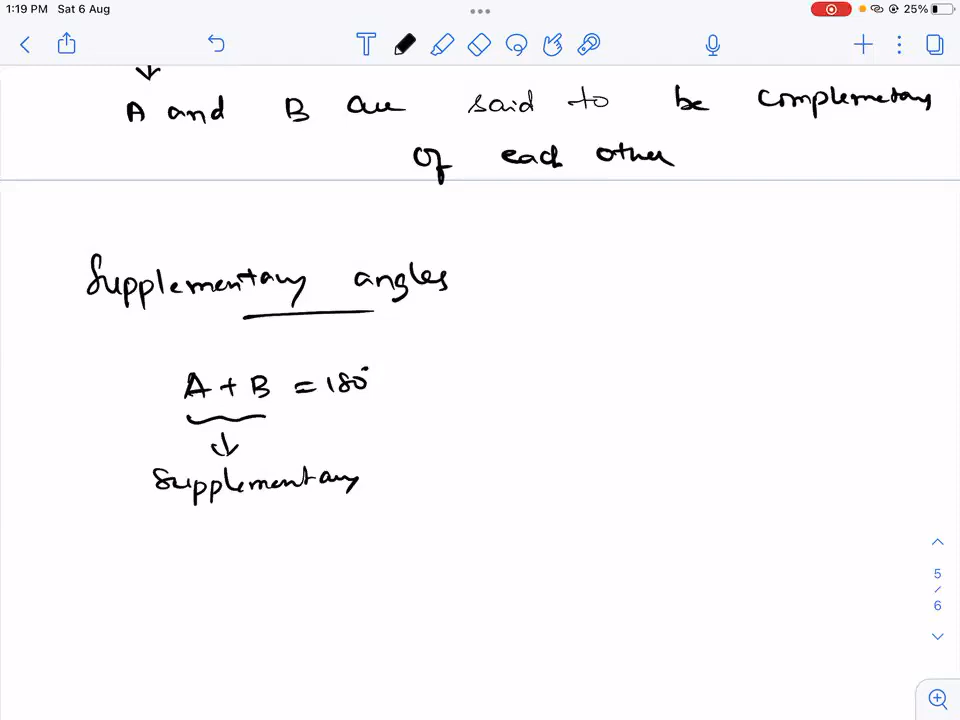 1:19 PM Sat 6 Aug 25%
A and B are said to be complemetary
of each other
Supplementary angles
A + B = 180°
Supplementary
5
6